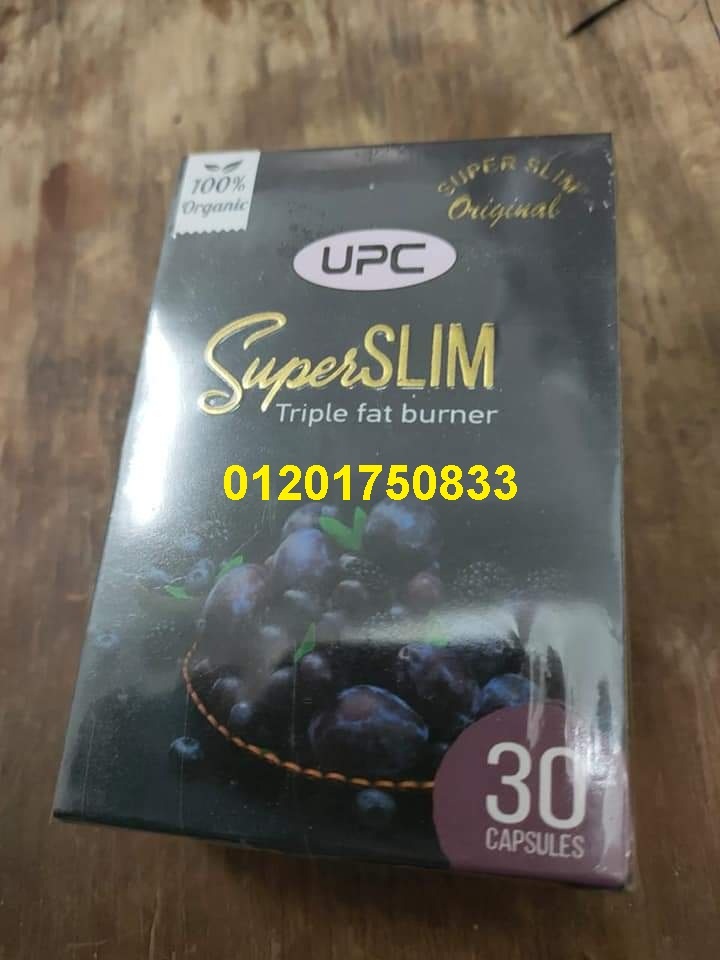 100%
Organic
SUPER SLIM
Original
UPC
SuperSLIM
Triple fat burner
01201750833
30
CAPSULES